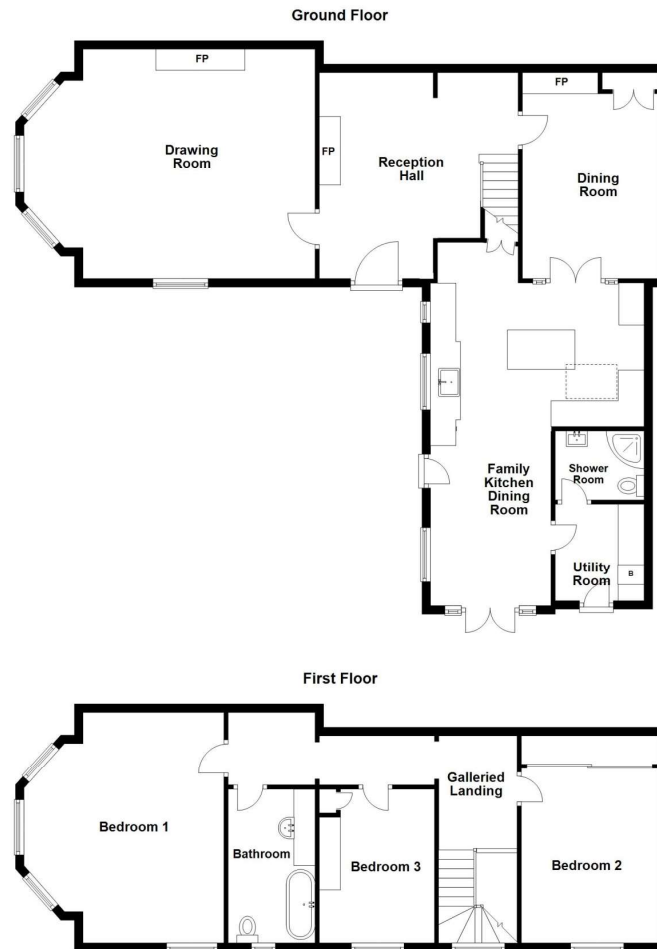 Ground Floor
FP
FP
FP
Drawing
Room
Reception
Hall
Dining
Room
Family
Kitchen
Dining
Room
Shower
Room
Utility
Room
B
First Floor
Bedroom 1
Bathroom
Bedroom 3
Galleried
Landing
Bedroom 2